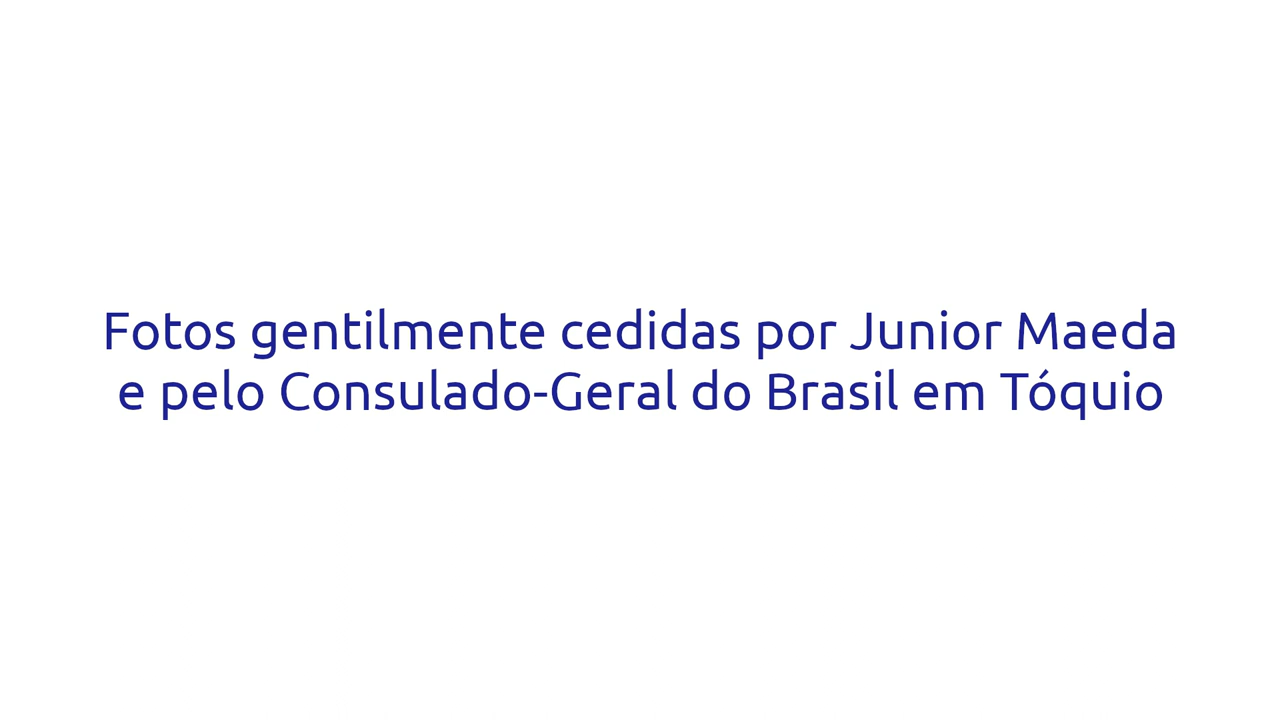 Fotos gentilmente cedidas por Junior Maeda
e pelo Consulado-Geral do Brasil em Tóquio